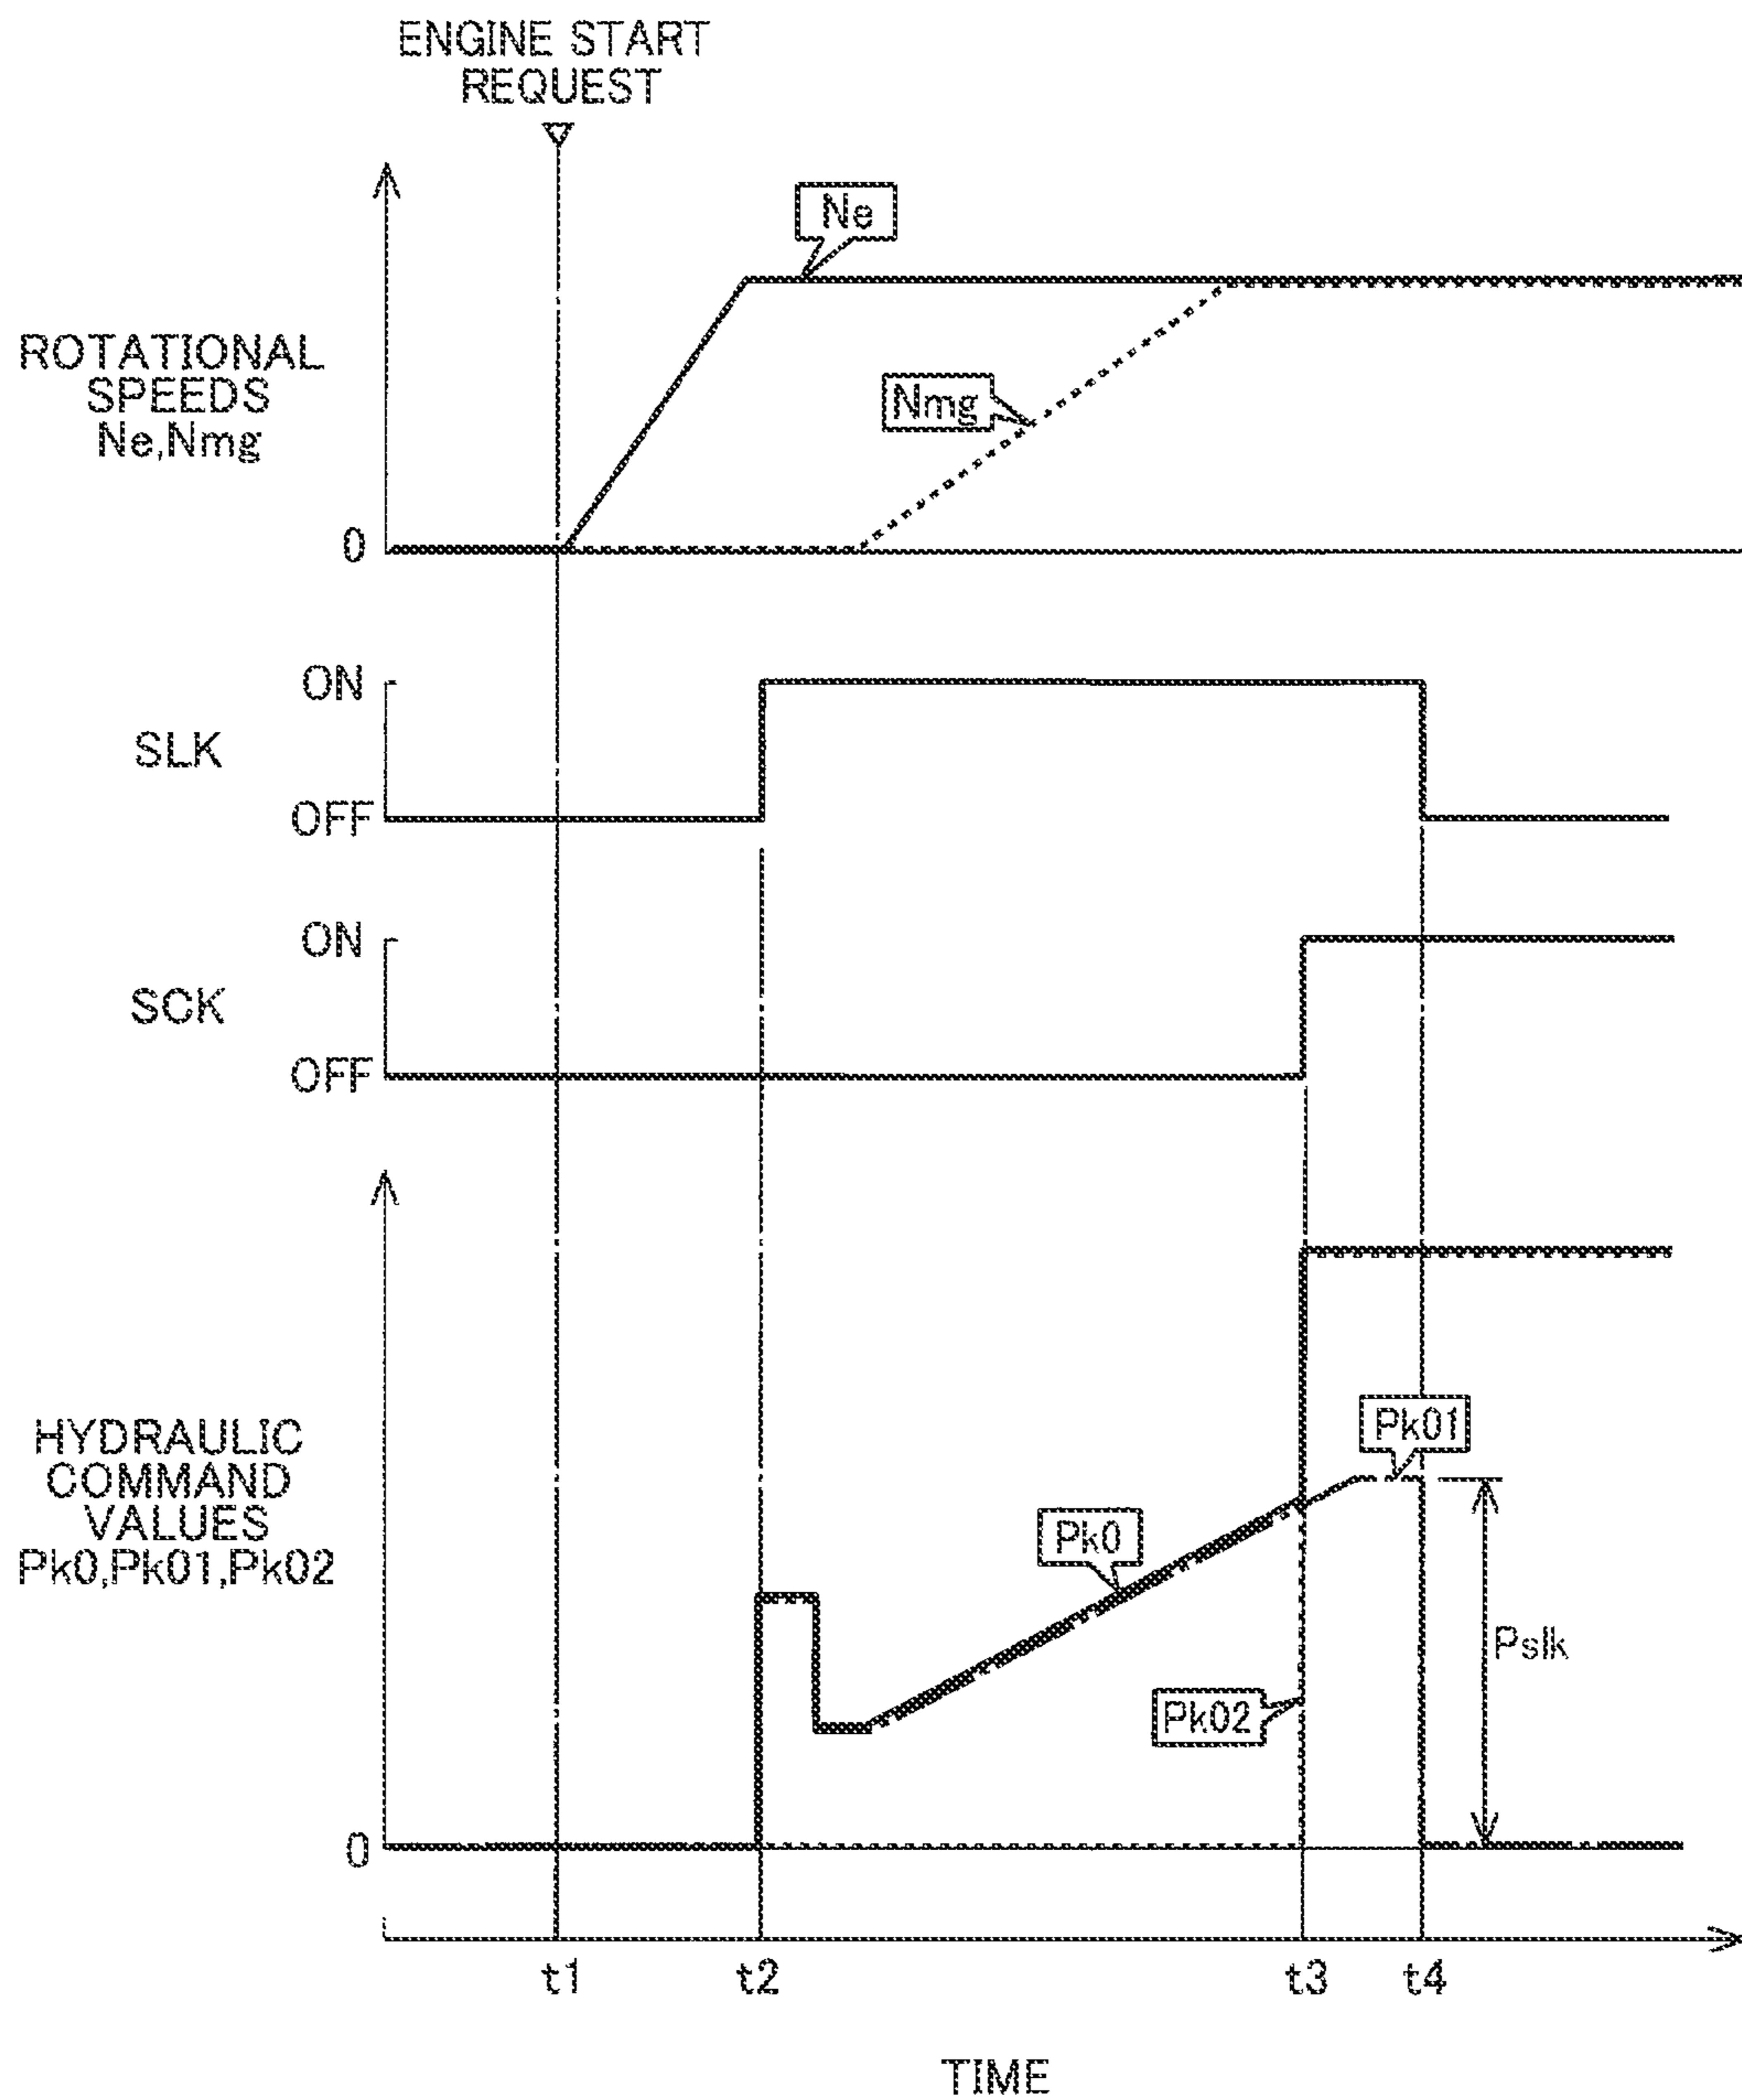 ENGINE START
REQUEST
Ne
ROTATIONAL
SPEEDS
Ne,Nmg
Nmg
0
ON
SLK
OFF
ON
SCK
OFF
HYDRAULIC
COMMAND
VALUES
Pk0,Pk01,Pk02
Pk01
Pk0
Pslk
Pk02
0
t1 t2 t3 t4
TIME